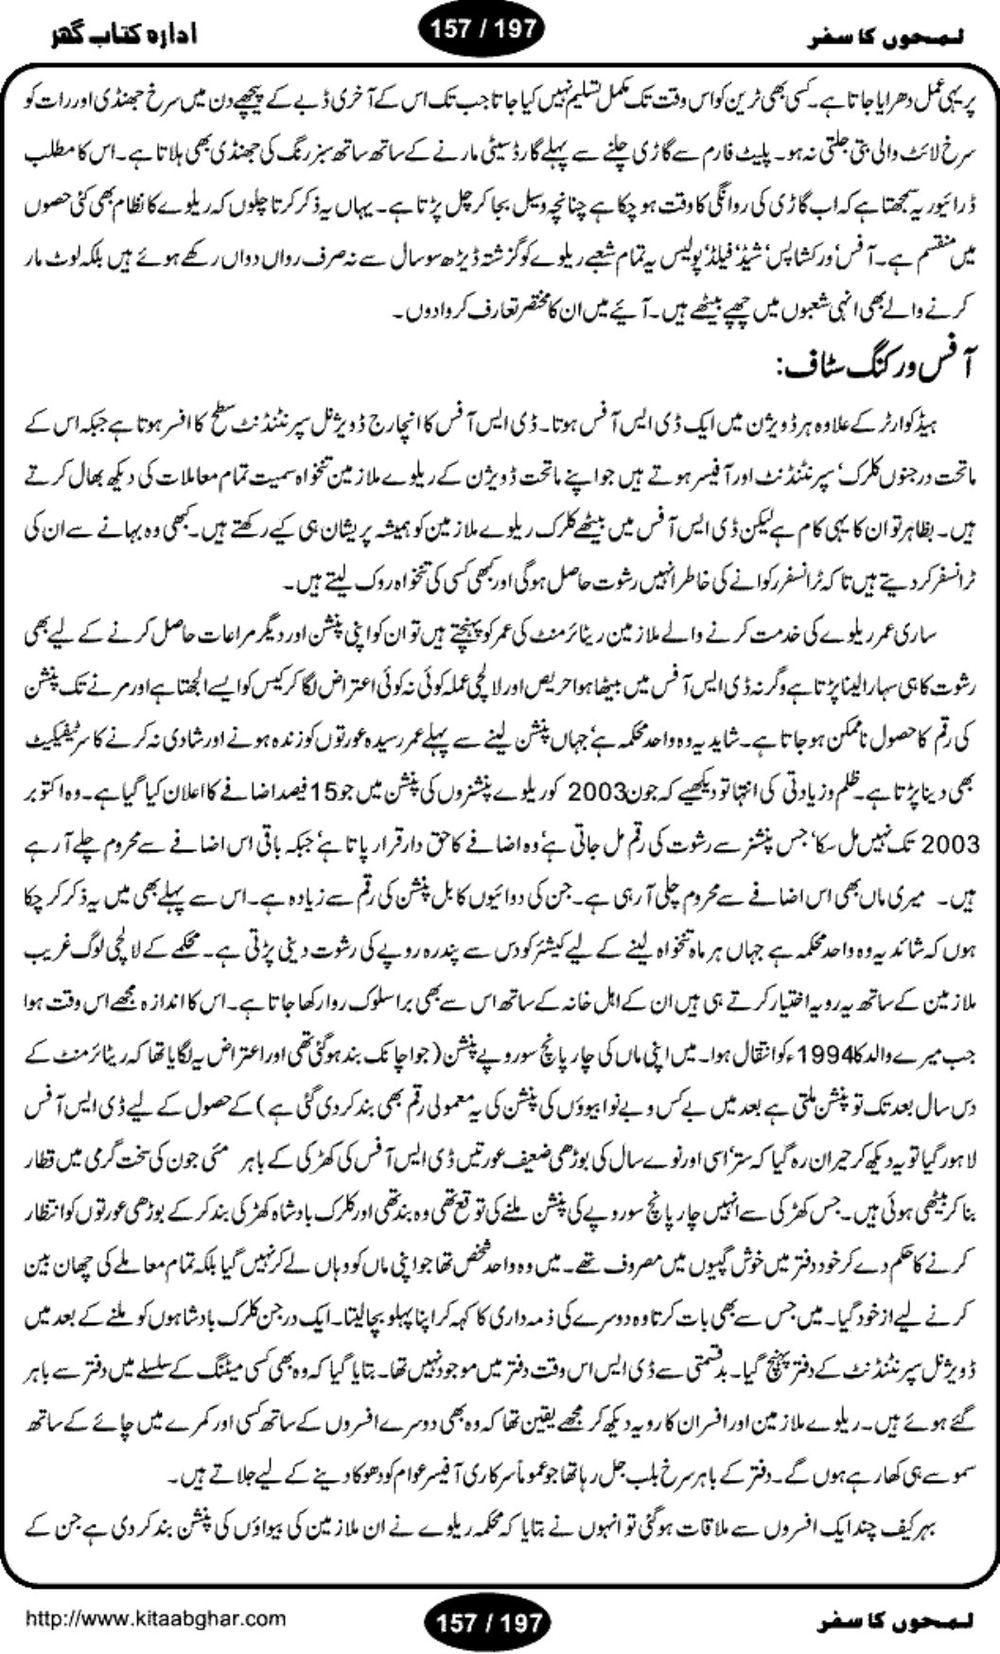 ادارہ کتاب گھر
157 / 197
لمحوں کا سفر
پر یہی عمل دھرایا جاتا ہے۔ کسی بھی ٹرین کو اس وقت تک مکمل تسلیم نہیں کیا جاتا جب تک اس کے آخری ڈبے کے پیچھے دن میں سرخ جھنڈی اور رات کو
سرخ لائٹ والی بتی جلتی نہ ہو۔ پلیٹ فارم سے گاڑی چلنے سے پہلے گارڈ سیٹی مارنے کے ساتھ ساتھ سبز رنگ کی جھنڈی بھی ہلاتا ہے۔ اس کا مطلب
ڈرائیور یہ سمجھتا ہے کہ اب گاڑی کی روانگی کا وقت ہو چکا ہے چنانچہ وسیل بجا کر چل پڑتا ہے۔ یہاں یہ ذکر کرتا چلوں کہ ریلوے کا نظام بھی کئی حصوں
میں منقسم ہے۔ آفس‘ ورکشاپس‘ شیڈ‘ فیلڈ‘ پولیس یہ تمام شعبے ریلوے کو گزشتہ ڈیڑھ سو سال سے نہ صرف رواں دواں رکھے ہوئے ہیں بلکہ لوٹ مار
کرنے والے بھی انہی شعبوں میں چھپے بیٹھے ہیں۔ آئیے میں ان کا مختصر تعارف کروا دوں۔
آفس ورکنگ سٹاف:
ہیڈ کوارٹر کے علاوہ ہر ڈویژن میں ایک ڈی ایس آفس ہوتا۔ ڈی ایس آفس کا انچارج ڈویژنل سپرنٹنڈنٹ سطح کا افسر ہوتا ہے جبکہ اس کے
ماتحت درجنوں کلرک‘ سپرنٹنڈنٹ اور آفیسر ہوتے ہیں جو اپنے ماتحت ڈویژن کے ریلوے ملازمین تنخواہ سمیت تمام معاملات کی دیکھ بھال کرتے
ہیں۔ بظاہر تو ان کا یہی کام ہے لیکن ڈی ایس آفس میں بیٹھے کلرک ریلوے ملازمین کو ہمیشہ پریشان ہی کیے رکھتے ہیں۔ کبھی وہ بہانے سے ان کی
ٹرانسفر کر دیتے ہیں تا کہ ٹرانسفر رکوانے کی خاطر انہیں رشوت حاصل ہو گی اور کبھی کسی کی تنخواہ روک لیتے ہیں۔
ساری عمر ریلوے کی خدمت کرنے والے ملازمین ریٹائرمنٹ کی عمر کو پہنچتے ہیں تو ان کو اپنی پنشن اور دیگر مراعات حاصل کرنے کے لیے بھی
رشوت کا ہی سہارا لینا پڑتا ہے وگرنہ ڈی ایس آفس میں بیٹھا ہوا حریص اور لالچی عملہ کوئی نہ کوئی اعتراض لگا کر کیس کو ایسے الجھتا ہے اور مرنے تک پنشن
کی رقم کا حصول ناممکن ہو جاتا ہے۔ شاید یہ وہ واحد محکمہ ہے‘ جہاں پنشن لینے سے پہلے عمر رسیدہ عورتوں کو زندہ ہونے اور شادی نہ کرنے کا سرٹیفکیٹ
بھی دینا پڑتا ہے۔ ظلم و زیادتی کی انتہا تو دیکھیے کہ جون 2003 کو ریلوے پنشنروں کی پنشن میں جو 15 فیصد اضافے کا اعلان کیا گیا ہے۔ وہ اکتوبر
2003 تک نہیں مل سکا‘ جس پنشنر سے رشوت کی رقم مل جاتی ہے‘ وہ اضافے کا حق دار قرار پاتا ہے‘ جبکہ باقی اس اضافے سے محروم چلے آ رہے
ہیں۔ میری ماں بھی اس اضافے سے محروم چلی آ رہی ہے۔ جن کی دوائیوں کا بل پنشن کی رقم سے زیادہ ہے۔ اس سے پہلے بھی میں یہ ذکر کر چکا
ہوں کہ شائد یہ وہ واحد محکمہ ہے جہاں ہر ماہ تنخواہ لینے کے لیے کیشئر کو دس سے پندرہ روپے کی رشوت دینی پڑتی ہے۔ محکمے کے لالچی لوگ غریب
ملازمین کے ساتھ یہ رویہ اختیار کرتے ہی ہیں ان کے اہل خانہ کے ساتھ اس سے بھی برا سلوک روا رکھا جاتا ہے۔ اس کا اندازہ مجھے اس وقت ہوا
جب میرے والد کا 1994ء کو انتقال ہوا۔ میں اپنی ماں کی چار پانچ سو روپے پنشن (جو اچانک بند ہو گئی تھی اور اعتراض یہ لگایا تھا کہ ریٹائرمنٹ کے
دس سال بعد تک تو پنشن ملتی ہے بعد میں بے کس و بے نوا بیوؤں کی پنشن کی یہ معمولی رقم بھی بند کر دی گئی ہے) کے حصول کے لیے ڈی ایس آفس
لاہور گیا تو یہ دیکھ کر حیران رہ گیا کہ ستر‘ اسی اور نوے سال کی بوڑھی ضعیف عورتیں ڈی ایس آفس کی کھڑکی کے باہر مئی جون کی سخت گرمی میں قطار
بنا کر بیٹھی ہوئی ہیں۔ جس کھڑکی سے انہیں چار پانچ سو روپے کی پنشن ملنے کی توقع تھی وہ بند تھی اور کلرک بادشاہ کھڑکی بند کر کے بوڑھی عورتوں کو انتظار
کرنے کا حکم دے کر خود دفتر میں خوش گپیوں میں مصروف تھے۔ میں وہ واحد شخص تھا جو اپنی ماں کو وہاں لے کر نہیں گیا بلکہ تمام معاملے کی چھان بین
کرنے لیے از خود گیا۔ میں جس سے بھی بات کرتا وہ دوسرے کی ذمہ داری کا کہہ کر اپنا پہلو بچا لیتا۔ ایک درجن کلرک بادشاہوں کو ملنے کے بعد میں
ڈویژنل سپرنٹنڈنٹ کے دفتر پہنچ گیا۔ بدقسمتی سے ڈی ایس اس وقت دفتر میں موجود نہیں تھا۔ بتایا گیا کہ وہ بھی کسی میٹنگ کے سلسلے میں دفتر سے باہر
گئے ہوئے ہیں۔ ریلوے ملازمین اور افسران کا رویہ دیکھ کر مجھے یقین تھا کہ وہ بھی دوسرے افسروں کے ساتھ کسی اور کمرے میں چائے کے ساتھ
سموسے ہی کھا رہے ہوں گے۔ دفتر کے باہر سرخ بلب جل رہا تھا جو عموماً سرکاری آفیسر عوام کو دھوکا دینے کے لیے جلاتے ہیں۔
بہرکیف چند ایک افسروں سے ملاقات ہو گئی تو انہوں نے بتایا کہ محکمہ ریلوے نے ان ملازمین کی بیواؤں کی پنشن بند کر دی ہے جن کے
http://www.kitaabghar.com
157 / 197
لمحوں کا سفر